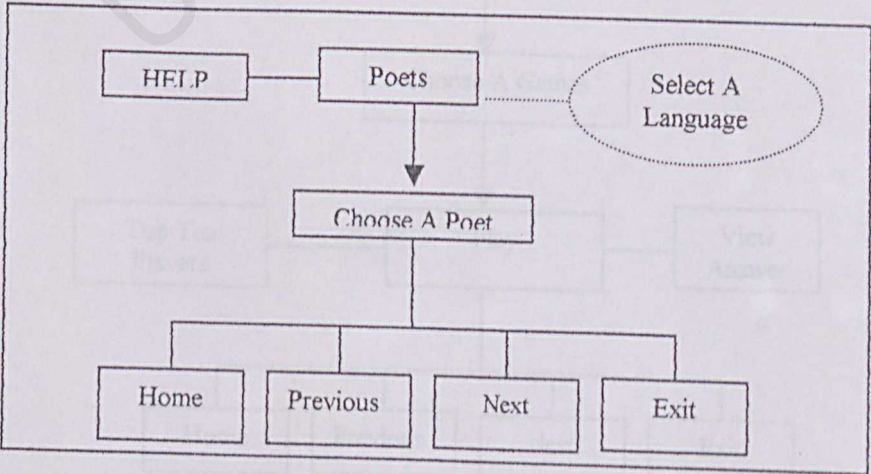 HELP
Poets
Select A
Language
Choose A Poet
Home
Previous
Next
Exit